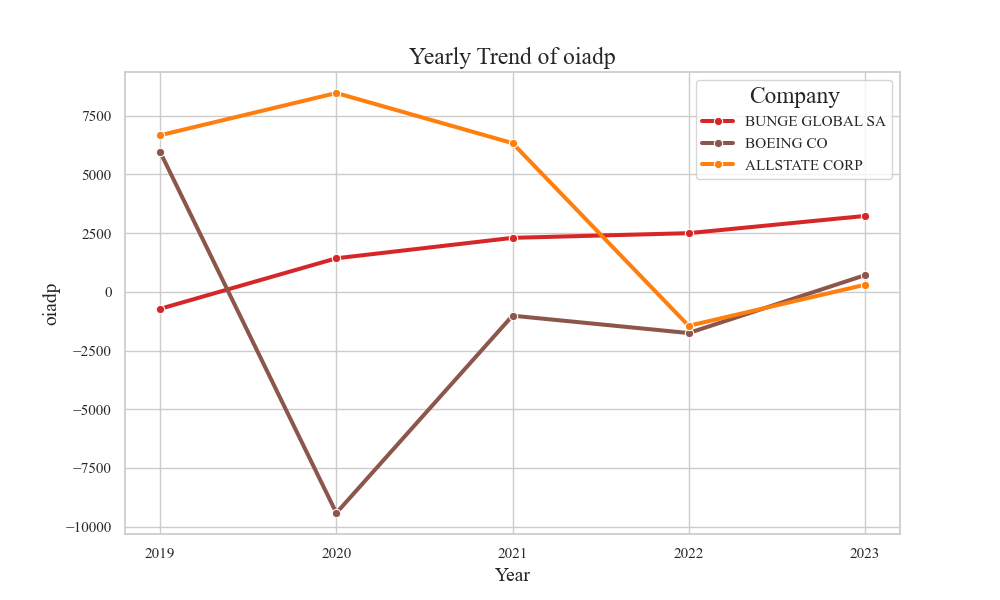 Yearly Trend of oiadp
Company
BUNGE GLOBAL SA
BOEING CO
ALLSTATE CORP
7500
5000
2500
0
−2500
−5000
−7500
−10000
oiadp
2019 2020 2021 2022 2023
Year